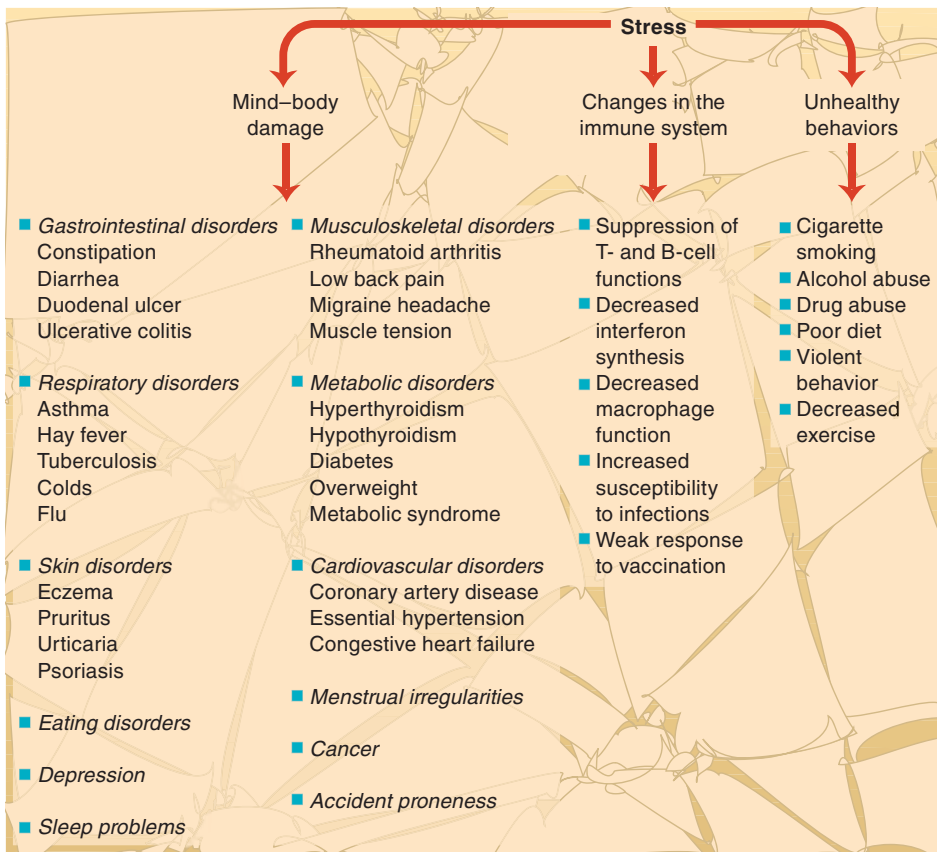 Stress
Mind–body
damage
Changes in the
immune system
Unhealthy
behaviors
Gastrointestinal disorders
Constipation
Diarrhea
Duodenal ulcer
Ulcerative colitis
Respiratory disorders
Asthma
Hay fever
Tuberculosis
Colds
Flu
Skin disorders
Eczema
Pruritus
Urticaria
Psoriasis
Eating disorders
Depression
Sleep problems
Musculoskeletal disorders
Rheumatoid arthritis
Low back pain
Migraine headache
Muscle tension
Metabolic disorders
Hyperthyroidism
Hypothyroidism
Diabetes
Overweight
Metabolic syndrome
Cardiovascular disorders
Coronary artery disease
Essential hypertension
Congestive heart failure
Menstrual irregularities
Cancer
Accident proneness
Suppression of
T- and B-cell
functions
Decreased
interferon
synthesis
Decreased
macrophage
function
Increased
susceptibility
to infections
Weak response
to vaccination
Cigarette
smoking
Alcohol abuse
Drug abuse
Poor diet
Violent
behavior
Decreased
exercise